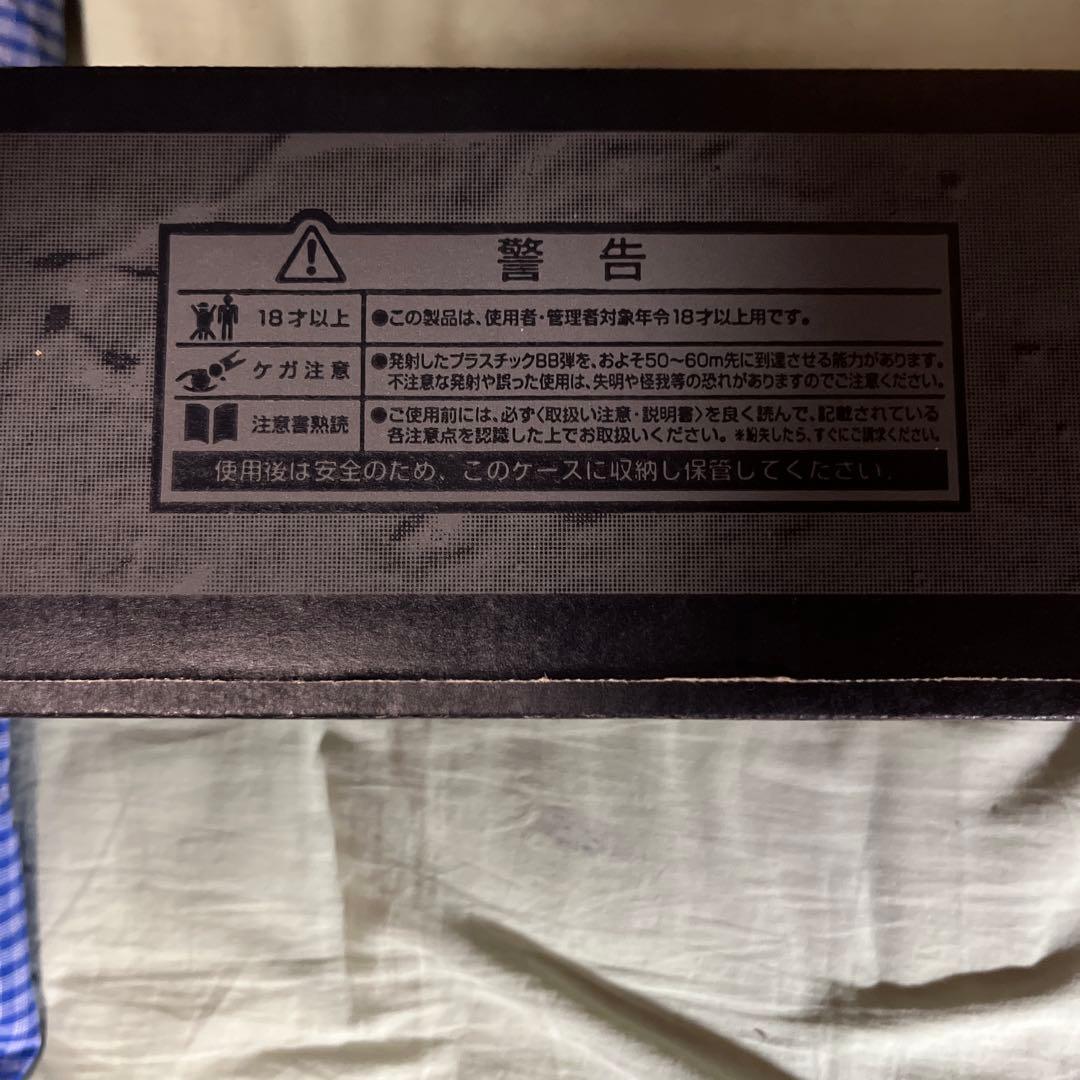 警告
18才以上
●この製品は、使用者・管理者対象年令18才以上用です。
ケガ注意
●発射したプラスチックBB弾を、およそ50〜60m先に到達させる能力があります。
不注意な発射や誤った使用は、失明や怪我等の恐れがありますのでご注意ください。
注意書熟読
●ご使用前には、必ず〈取扱い注意・説明書〉を良く読んで、記載されている
各注意点を認識した上でお取扱いください。※紛失したら、すぐにご請求ください。
使用後は安全のため、このケースに収納し保管してください.